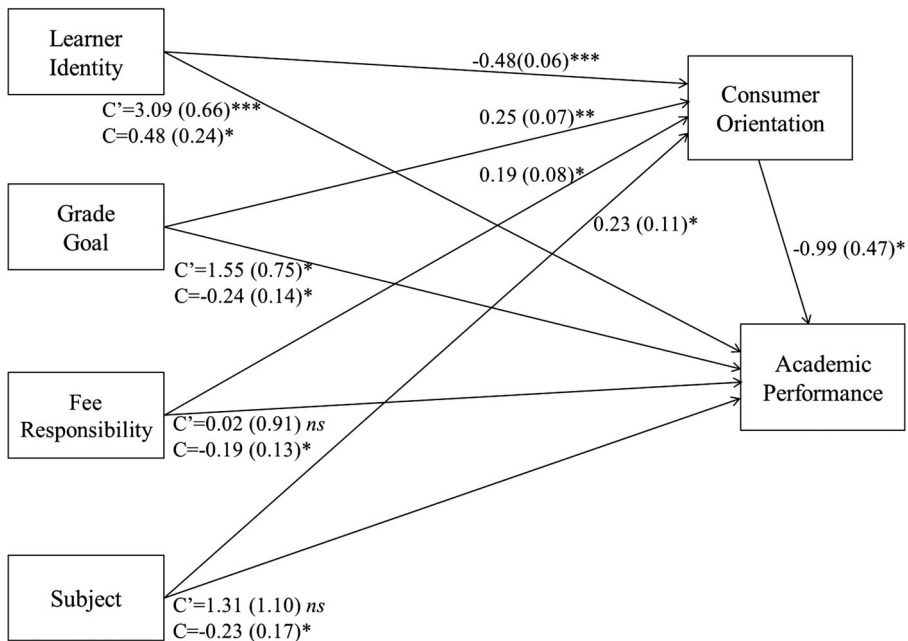 Learner
Identity
-0.48(0.06)***
Consumer
Orientation
C’=3.09 (0.66)***
C=0.48 (0.24)*
0.25 (0.07)**
0.19 (0.08)*
Grade
Goal
0.23 (0.11)*
-0.99 (0.47)*
C’=1.55 (0.75)*
C=-0.24 (0.14)*
Academic
Performance
Fee
Responsibility
C’=0.02 (0.91) ns
C=-0.19 (0.13)*
Subject
C’=1.31 (1.10) ns
C=-0.23 (0.17)*